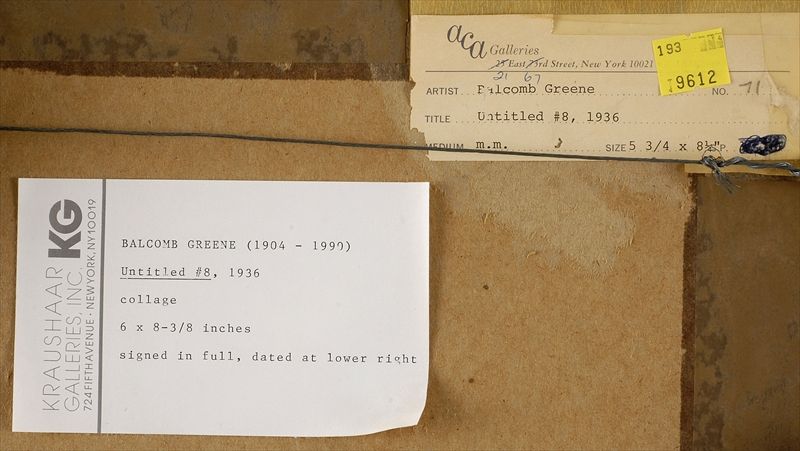 aca Galleries
25 East 73rd Street, New York 10021
21 67
193
19612
ARTIST Balcomb Greene NO. 71
TITLE Untitled #8, 1936
MEDIUM m.m. SIZE 5 3/4 x 8½" P.
KRAUSHAAR
GALLERIES, INC.
724 FIFTH AVENUE · NEW YORK, NY 10019
KG
BALCOMB GREENE (1904 - 1990)
Untitled #8, 1936
collage
6 x 8-3/8 inches
signed in full, dated at lower right